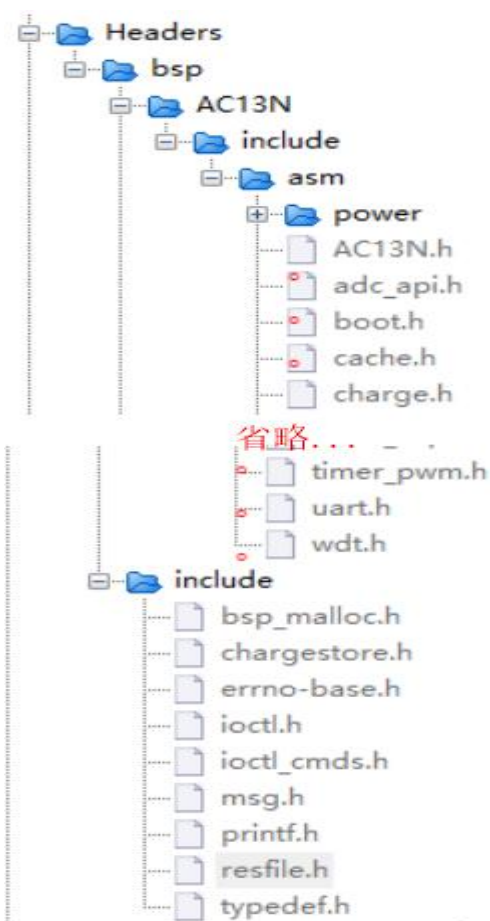 Headers
bsp
AC13N
include
asm
power
AC13N.h
adc_api.h
boot.h
cache.h
charge.h
省略...
timer_pwm.h
uart.h
wdt.h
include
bsp_malloc.h
chargestore.h
errno-base.h
ioctl.h
ioctl_cmds.h
msg.h
printf.h
resfile.h
typedef.h